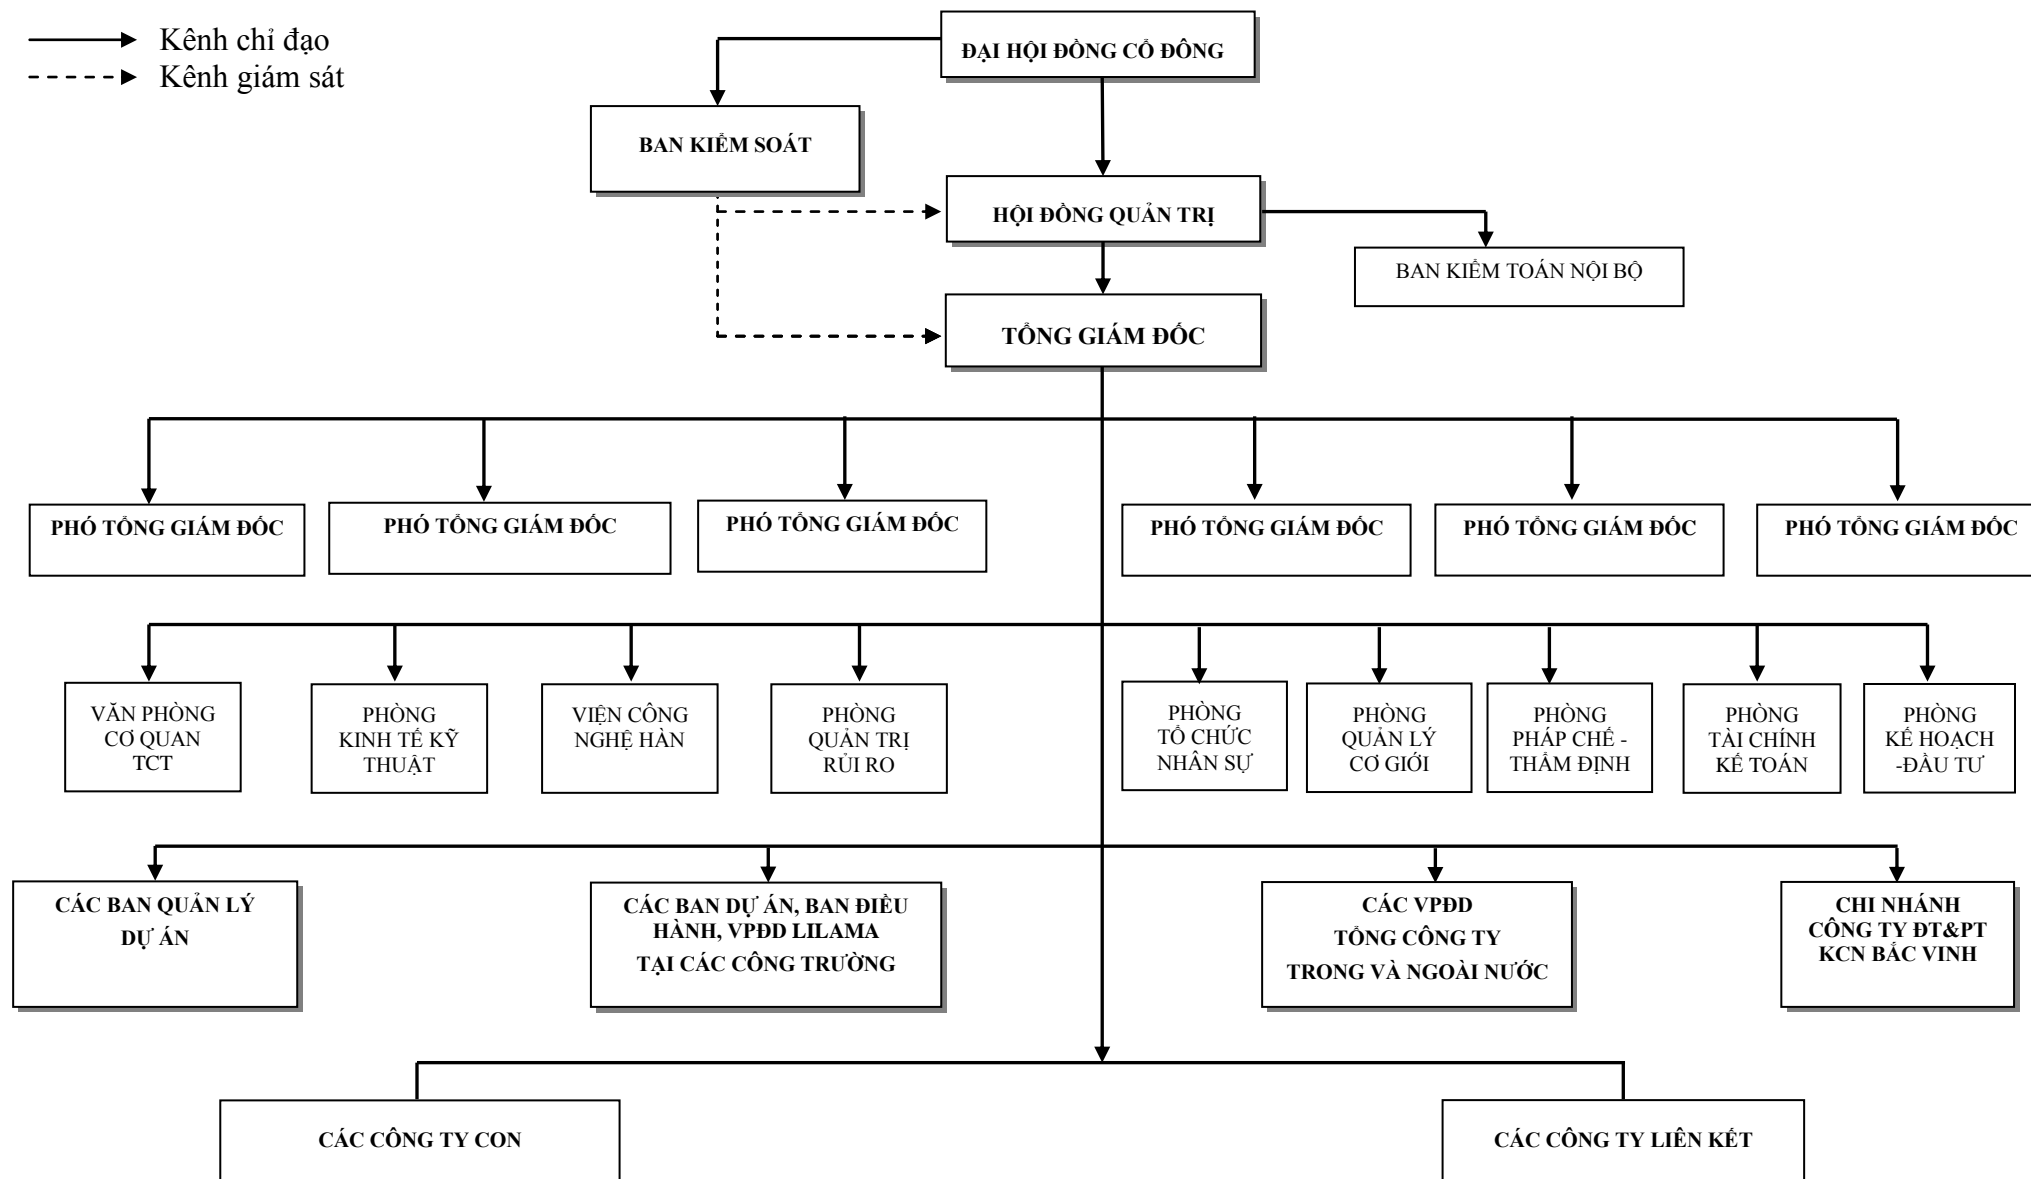 Kênh chỉ đạo
Kênh giám sát
ĐẠI HỘI ĐỒNG CỔ ĐÔNG
BAN KIỂM SOÁT
HỘI ĐỒNG QUẢN TRỊ
BAN KIỂM TOÁN NỘI BỘ
TỔNG GIÁM ĐỐC
PHÓ TỔNG GIÁM ĐỐC
PHÓ TỔNG GIÁM ĐỐC
PHÓ TỔNG GIÁM ĐỐC
PHÓ TỔNG GIÁM ĐỐC
PHÓ TỔNG GIÁM ĐỐC
PHÓ TỔNG GIÁM ĐỐC
VĂN PHÒNG
CƠ QUAN
TCT
PHÒNG
KINH TẾ KỸ
THUẬT
VIỆN CÔNG
NGHỆ HÀN
PHÒNG
QUẢN TRỊ
RỦI RO
PHÒNG
TỔ CHỨC
NHÂN SỰ
PHÒNG
QUẢN LÝ
CƠ GIỚI
PHÒNG
PHÁP CHẾ -
THẨM ĐỊNH
PHÒNG
TÀI CHÍNH
KẾ TOÁN
PHÒNG
KẾ HOẠCH
-ĐẦU TƯ
CÁC BAN QUẢN LÝ
DỰ ÁN
CÁC BAN DỰ ÁN, BAN ĐIỀU
HÀNH, VPĐD LILAMA
TẠI CÁC CÔNG TRƯỜNG
CÁC VPĐD
TỔNG CÔNG TY
TRONG VÀ NGOÀI NƯỚC
CHI NHÁNH
CÔNG TY ĐT&PT
KCN BẮC VINH
CÁC CÔNG TY CON
CÁC CÔNG TY LIÊN KẾT